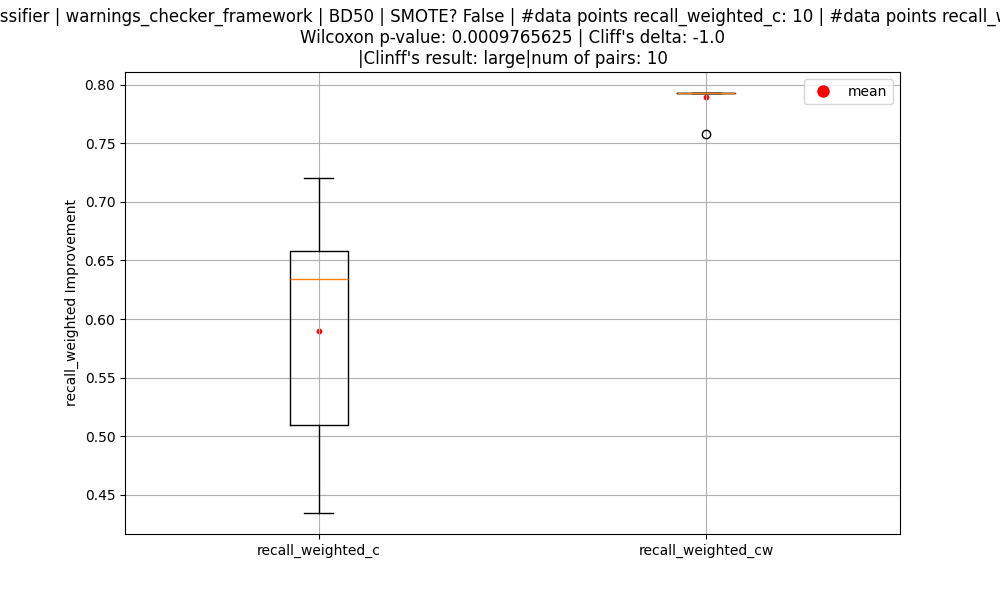 ssifier | warnings_checker_framework | BD50 | SMOTE? False | #data points recall_weighted_c: 10 | #data points recall_w
Wilcoxon p-value: 0.0009765625 | Cliff's delta: -1.0
|Clinff's result: large|num of pairs: 10
mean
0.80
0.75
0.70
0.65
0.60
0.55
0.50
0.45
recall_weighted Improvement
recall_weighted_c
recall_weighted_cw